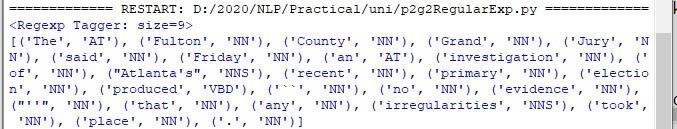 ============= RESTART: D:/2020/NLP/Practical/uni/p2g2RegularExp.py =============
<Regexp Tagger: size=9>
[('The', 'AT'), ('Fulton', 'NN'), ('County', 'NN'), ('Grand', 'NN'), ('Jury', 'N
N'), ('said', 'NN'), ('Friday', 'NN'), ('an', 'AT'), ('investigation', 'NN'), ('
of', 'NN'), ("Atlanta's", 'NNS'), ('recent', 'NN'), ('primary', 'NN'), ('electio
n', 'NN'), ('produced', 'VBD'), ('``', 'NN'), ('no', 'NN'), ('evidence', 'NN'),
("''", 'NN'), ('that', 'NN'), ('any', 'NN'), ('irregularities', 'NNS'), ('took',
'NN'), ('place', 'NN'), ('.', 'NN')]